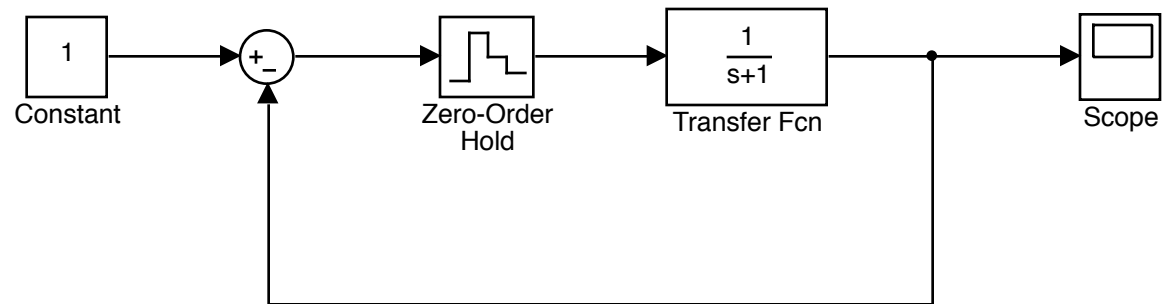 1
+
−
1
s+1
Constant
Zero-Order
Hold
Transfer Fcn
Scope